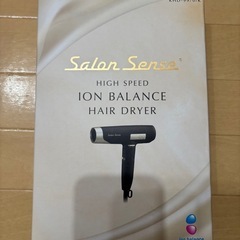 Salon Sense
HIGH SPEED
ION BALANCE
HAIR DRYER